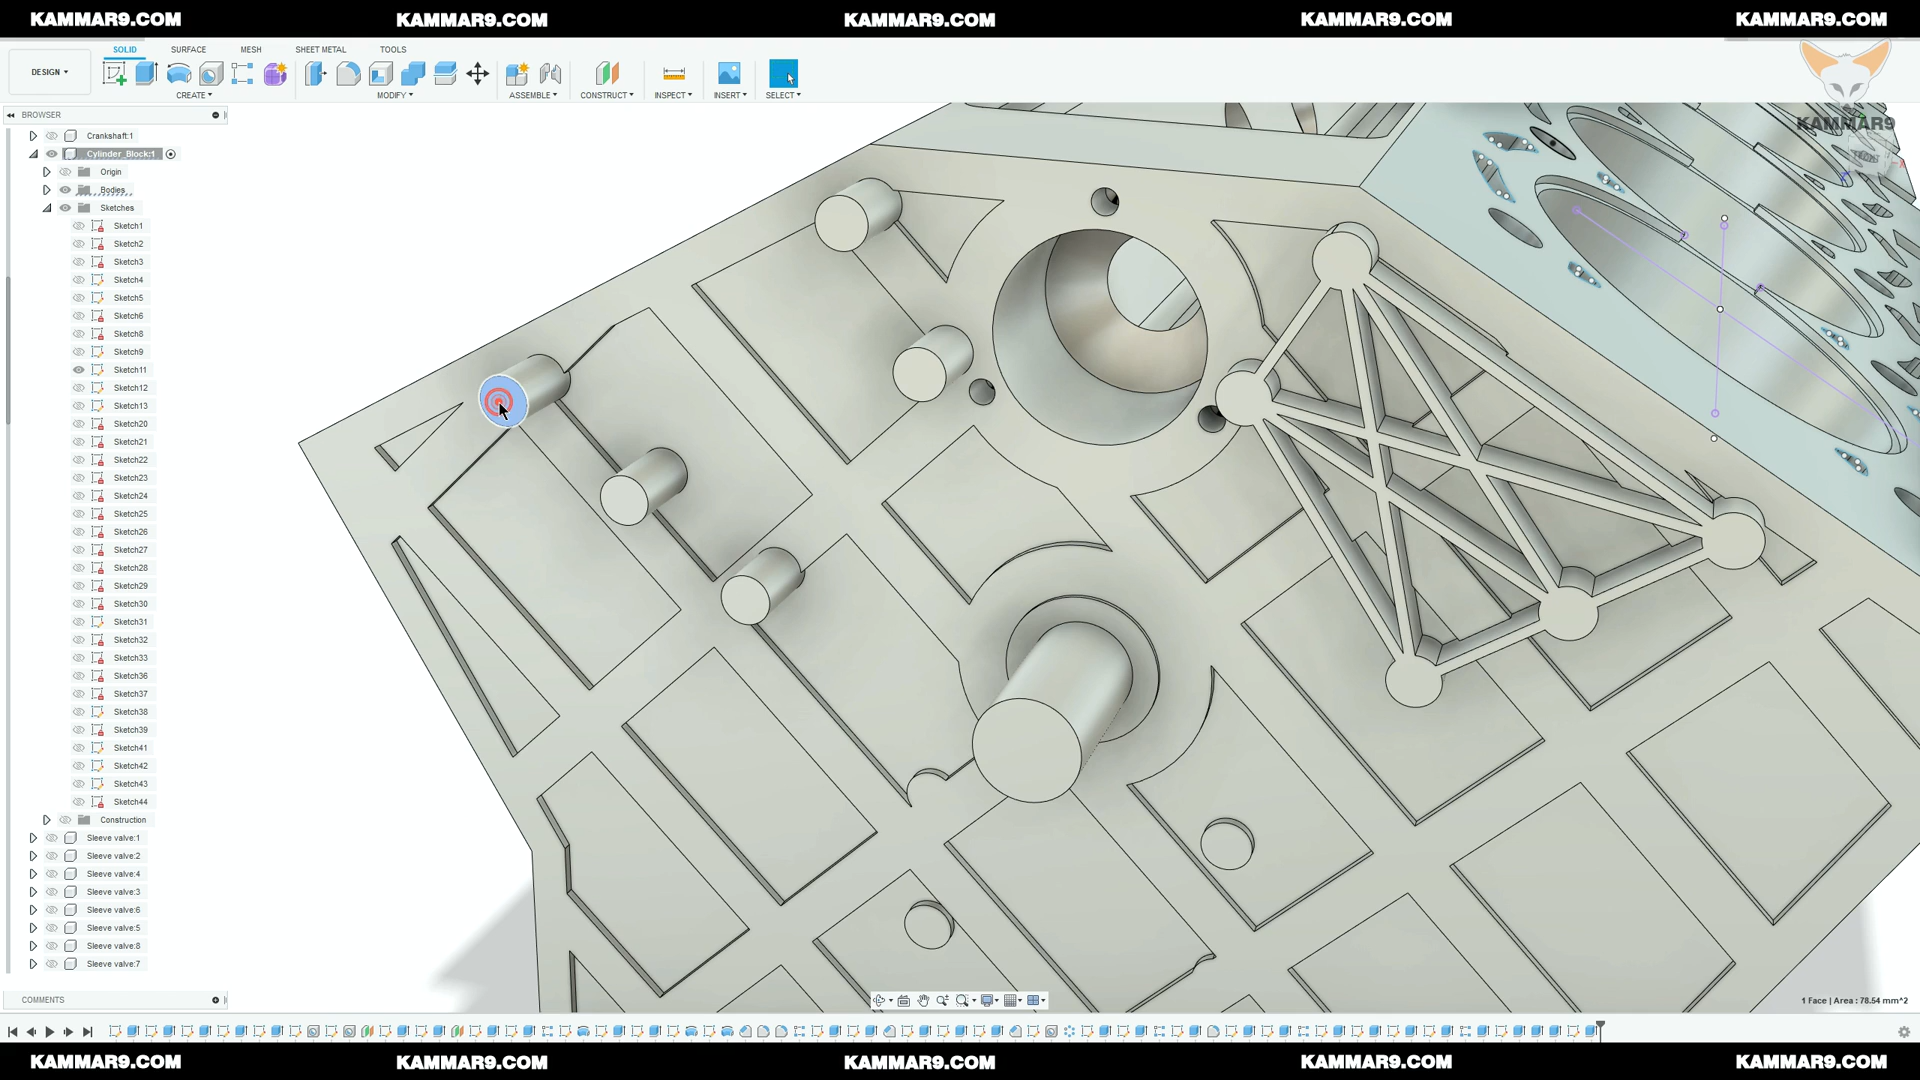 KAMMAR9.COM KAMMAR9.COM KAMMAR9.COM KAMMAR9.COM KAMMAR9.COM
SOLID SURFACE MESH SHEET METAL TOOLS
DESIGN
CREATE MODIFY ASSEMBLE CONSTRUCT INSPECT INSERT SELECT
BROWSER
KAMMAR9
FRONT
X
Crankshaft:1
Cylinder_Block:1
Origin
Bodies
Sketches
Sketch1
Sketch2
Sketch3
Sketch4
Sketch5
Sketch6
Sketch8
Sketch9
Sketch11
Sketch12
Sketch13
Sketch20
Sketch21
Sketch22
Sketch23
Sketch24
Sketch25
Sketch26
Sketch27
Sketch28
Sketch29
Sketch30
Sketch31
Sketch32
Sketch33
Sketch36
Sketch37
Sketch38
Sketch39
Sketch41
Sketch42
Sketch43
Sketch44
Construction
Sleeve valve:1
Sleeve valve:2
Sleeve valve:4
Sleeve valve:3
Sleeve valve:6
Sleeve valve:5
Sleeve valve:8
Sleeve valve:7
COMMENTS
1 Face | Area : 78.54 mm^2
KAMMAR9.COM KAMMAR9.COM KAMMAR9.COM KAMMAR9.COM KAMMAR9.COM